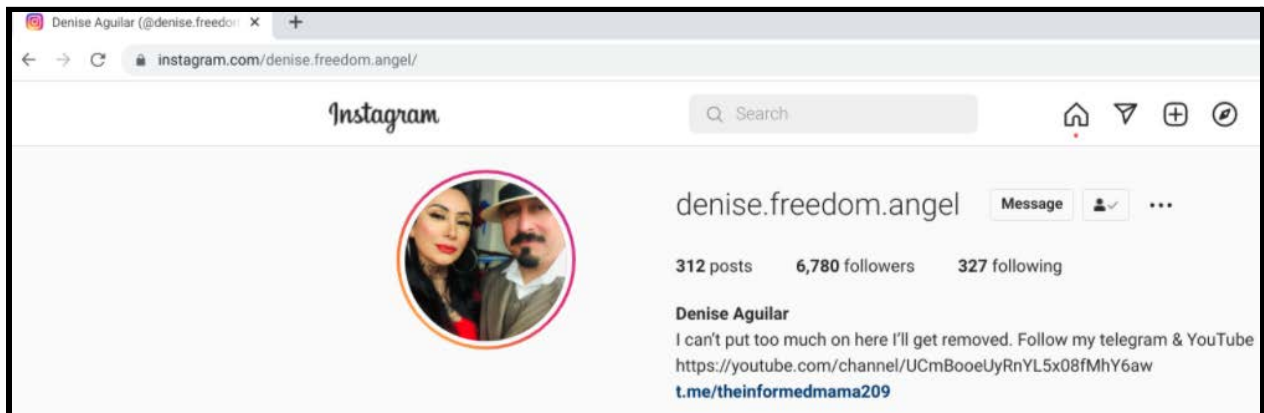 Denise Aguilar (@denise.freedon
instagram.com/denise.freedom.angel/
Instagram
Search
denise.freedom.angel Message
312 posts 6,780 followers 327 following
Denise Aguilar
I can't put too much on here I'll get removed. Follow my telegram & YouTube
https://youtube.com/channel/UCmBooeUyRnYL5x08fMhY6aw
t.me/theinformedmama209